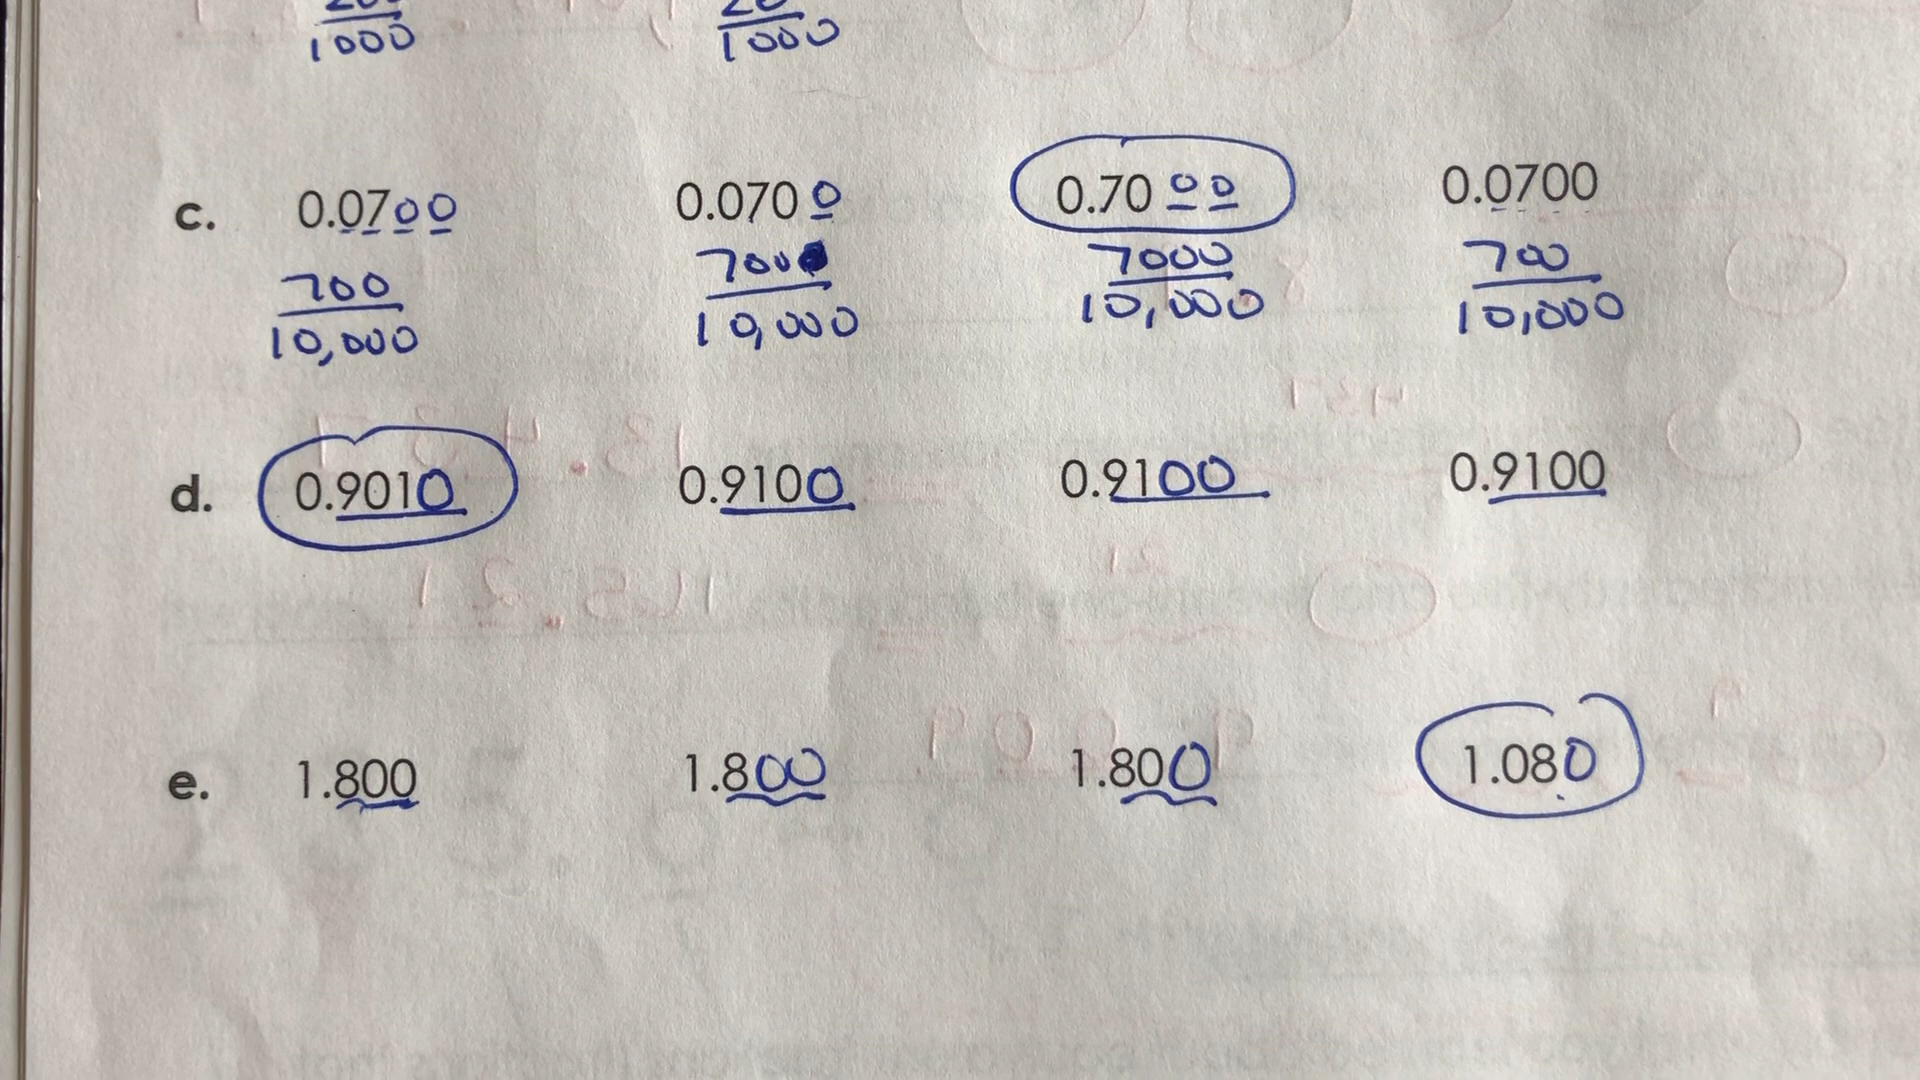 1000 1000
c. 0.0700 0.0700 0.7000 0.0700
700 700 7000 700
10,000 10,000 10,000 10,000
d. 0.9010 0.9100 0.9100 0.9100
e. 1.800 1.800 1.800 1.080